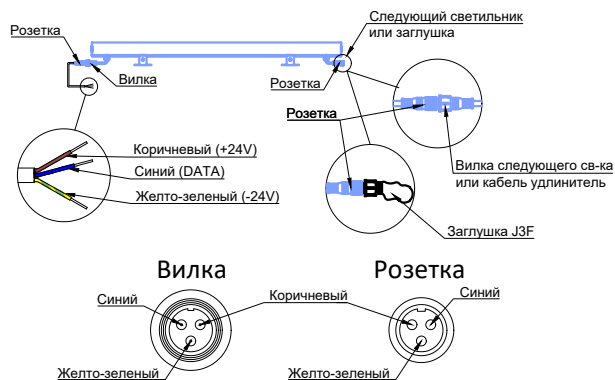 Следующий светильник
или заглушка
Розетка
Вилка
Розетка
Розетка
Коричневый (+24V)
Синий (DATA)
Желто-зеленый (-24V)
Вилка следующего св-ка
или кабель удлинитель
Заглушка J3F
Вилка
Розетка
Синий
Коричневый
Синий
Желто-зеленый
Желто-зеленый